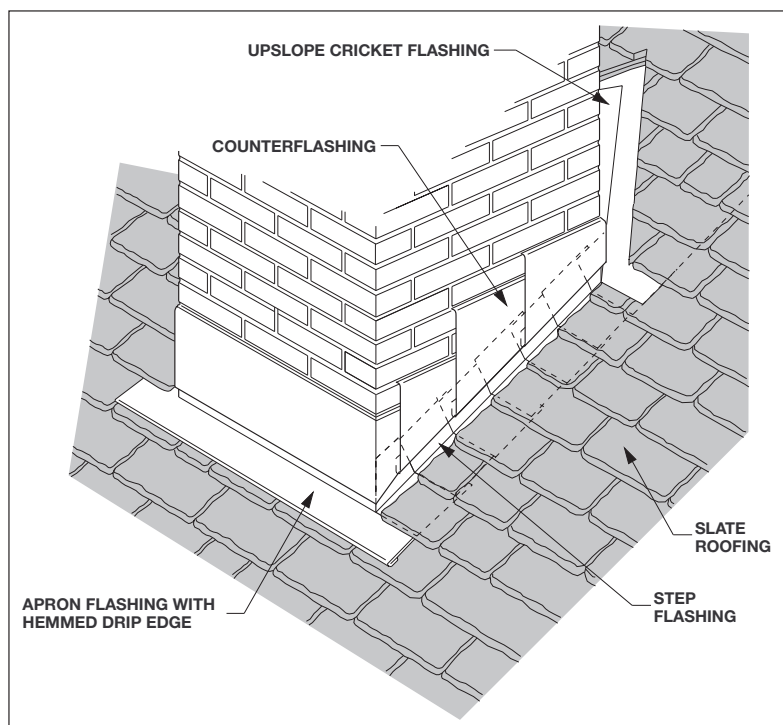 UPSLOPE CRICKET FLASHING
COUNTERFLASHING
SLATE
ROOFING
APRON FLASHING WITH
HEMMED DRIP EDGE
STEP
FLASHING